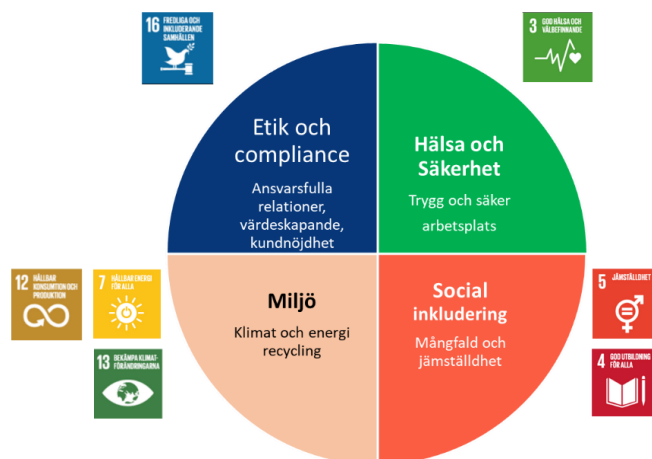 16 FREDLIGA OCH
INKLUDERANDE
SAMHÄLLEN
3 GOD HÄLSA OCH
VÄLBEFINNANDE
Etik och
compliance
Ansvarsfulla
relationer,
värdeskapande,
kundnöjdhet
Hälsa och
Säkerhet
Trygg och säker
arbetsplats
12 HÅLLBAR
KONSUMTION OCH
PRODUKTION
7 HÅLLBAR ENERGI
FÖR ALLA
13 BEKÄMPA KLIMAT-
FÖRÄNDRINGARNA
Miljö
Klimat och energi
recycling
Social
inkludering
Mångfald och
jämställdhet
5 JÄMSTÄLLDHET
4 GOD UTBILDNING
FÖR ALLA